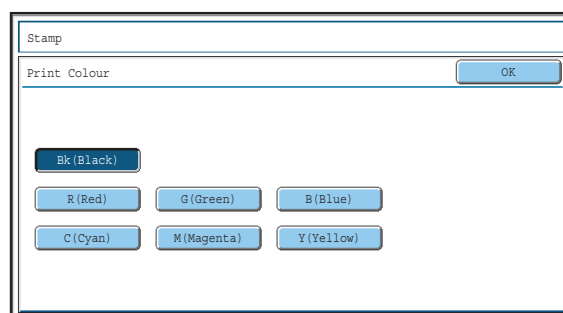 Stamp
Print Colour OK
Bk(Black)
R(Red) G(Green) B(Blue)
C(Cyan) M(Magenta) Y(Yellow)